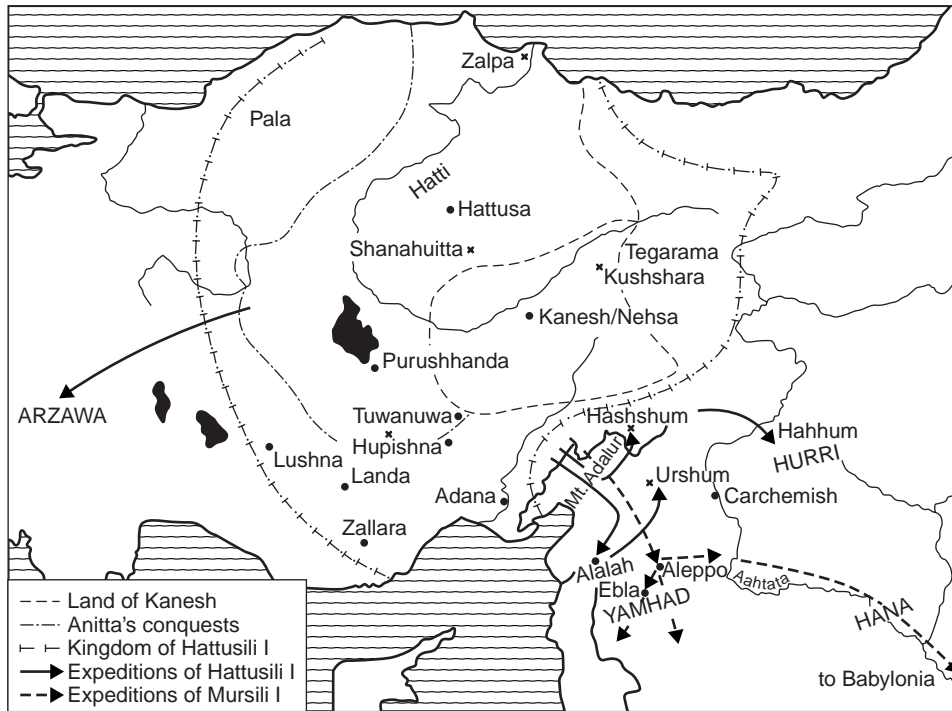 Zalpa
Pala
Hatti
Hattusa
Shanahuitta
Tegarama
Kushshara
Kanesh/Nehsa
Purushhanda
ARZAWA
Tuwanuwa
Hupishna
Lushna
Landa
Zallara
Adana
Hashshum
Mt. Adalur
Hahhum
HURRI
Urshum
Carchemish
Alalah
Aleppo
Ebla
YAMHAD
Aahtata
HANA
to Babylonia
Land of Kanesh
Anitta's conquests
Kingdom of Hattusili I
Expeditions of Hattusili I
Expeditions of Mursili I